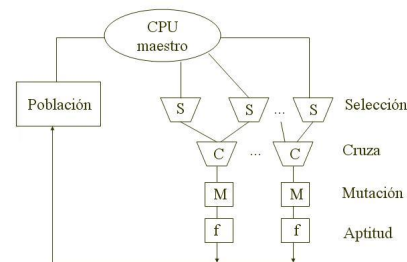 CPU
maestro
Población
S S ... S Selección
C ... C Cruza
M M Mutación
f f Aptitud